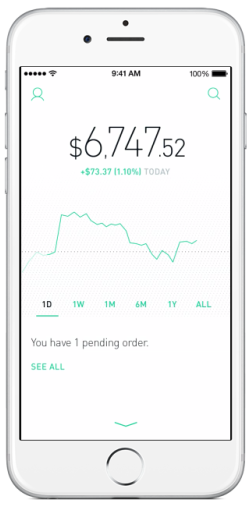 9:41 AM 100%
$6,747.52
+$73.37 (1.10%) TODAY
1D 1W 1M 6M 1Y ALL
You have 1 pending order.
SEE ALL